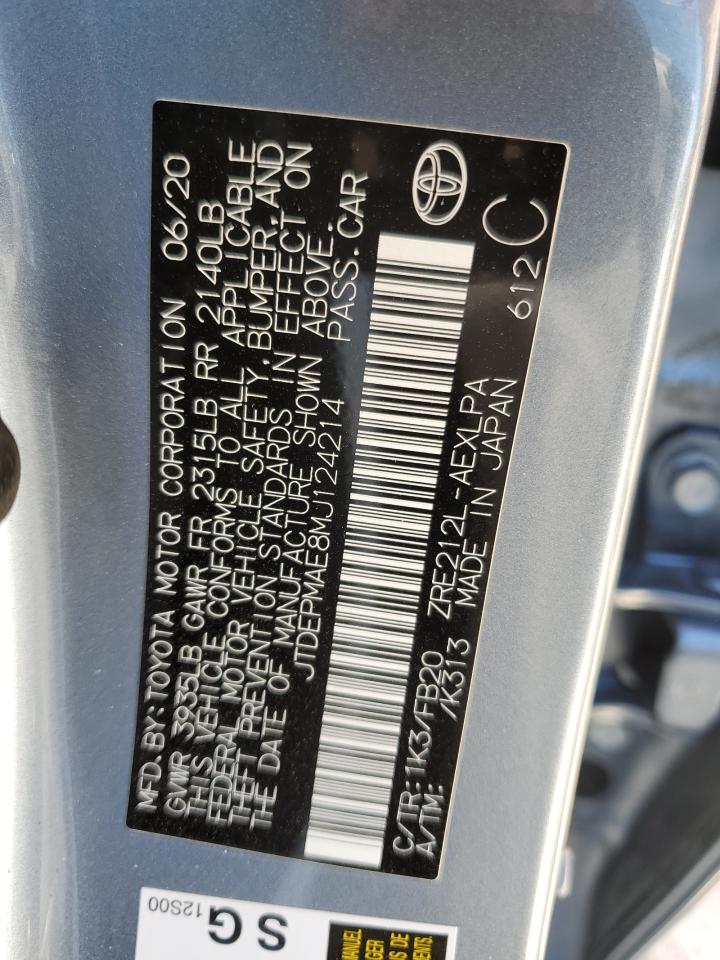 MFD. BY: TOYOTA MOTOR CORPORATION 06/20
GVWR 3935LB GAWR FR 2315LB RR 2140LB
THIS VEHICLE CONFORMS TO ALL APPLICABLE
FEDERAL MOTOR VEHICLE SAFETY, BUMPER, AND
THEFT PREVENTION STANDARDS IN EFFECT ON
THE DATE OF MANUFACTURE SHOWN ABOVE.
JTDEPMAE8MJ124214 PASS. CAR
C/TR: 1K3/FB20 ZRE212L-AEXLPA
A/TM: /K313 MADE IN JAPAN
612 C
S G
12S00
MANUEL
DE